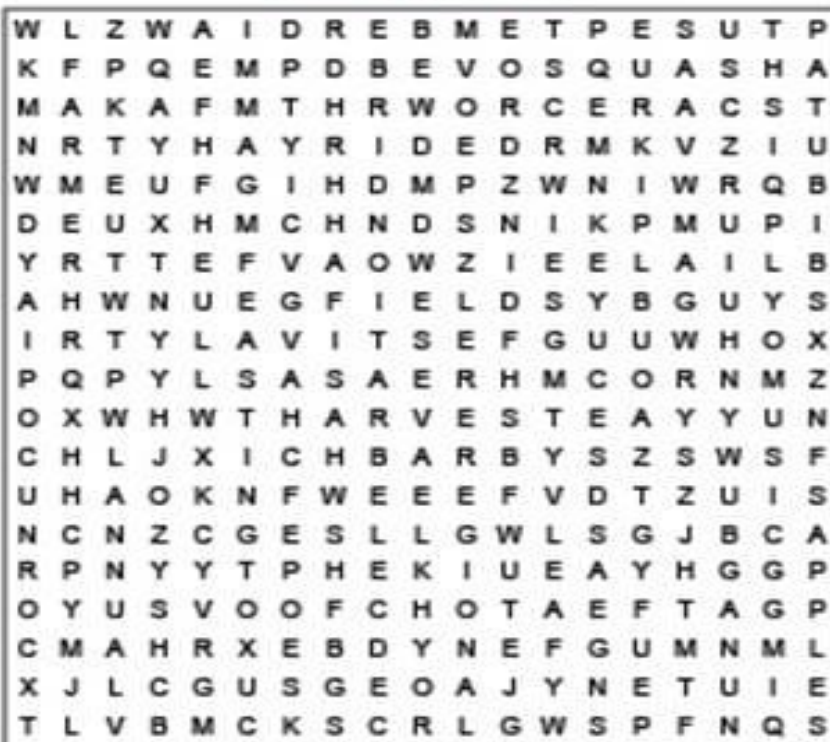 W L Z W A I D R E B M E T P E S U T P
K F P Q E M P D B E V O S Q U A S H A
M A K A F M T H R W O R C E R A C S T
N R T Y H A Y R I D E D R M K V Z I U
W M E U F G I H D M P Z W N I W R Q B
D E U X H M C H N D S N I K P M U P I
Y R T T E F V A O W Z I E E L A I L B
A H W N U E G F I E L D S Y B G U Y S
I R T Y L A V I T S E F G U U W H O X
P Q P Y L S A S A E R H M C O R N M Z
O X W H W T H A R V E S T E A Y Y U N
C H L J X I C H B A R B Y S Z S W S F
U H A O K N F W E E E F V D T Z U I S
N C N Z C G E S L L G W L S G J B C A
R P N Y Y T P H E K I U E A Y H G G P
O Y U S V O O F C H O T A E F T A G P
C M A H R X E B D Y N E F G U M N M L
X J L C G U S G E O A J Y N E T U I E
T L V B M C K S C R L G W S P F N Q S